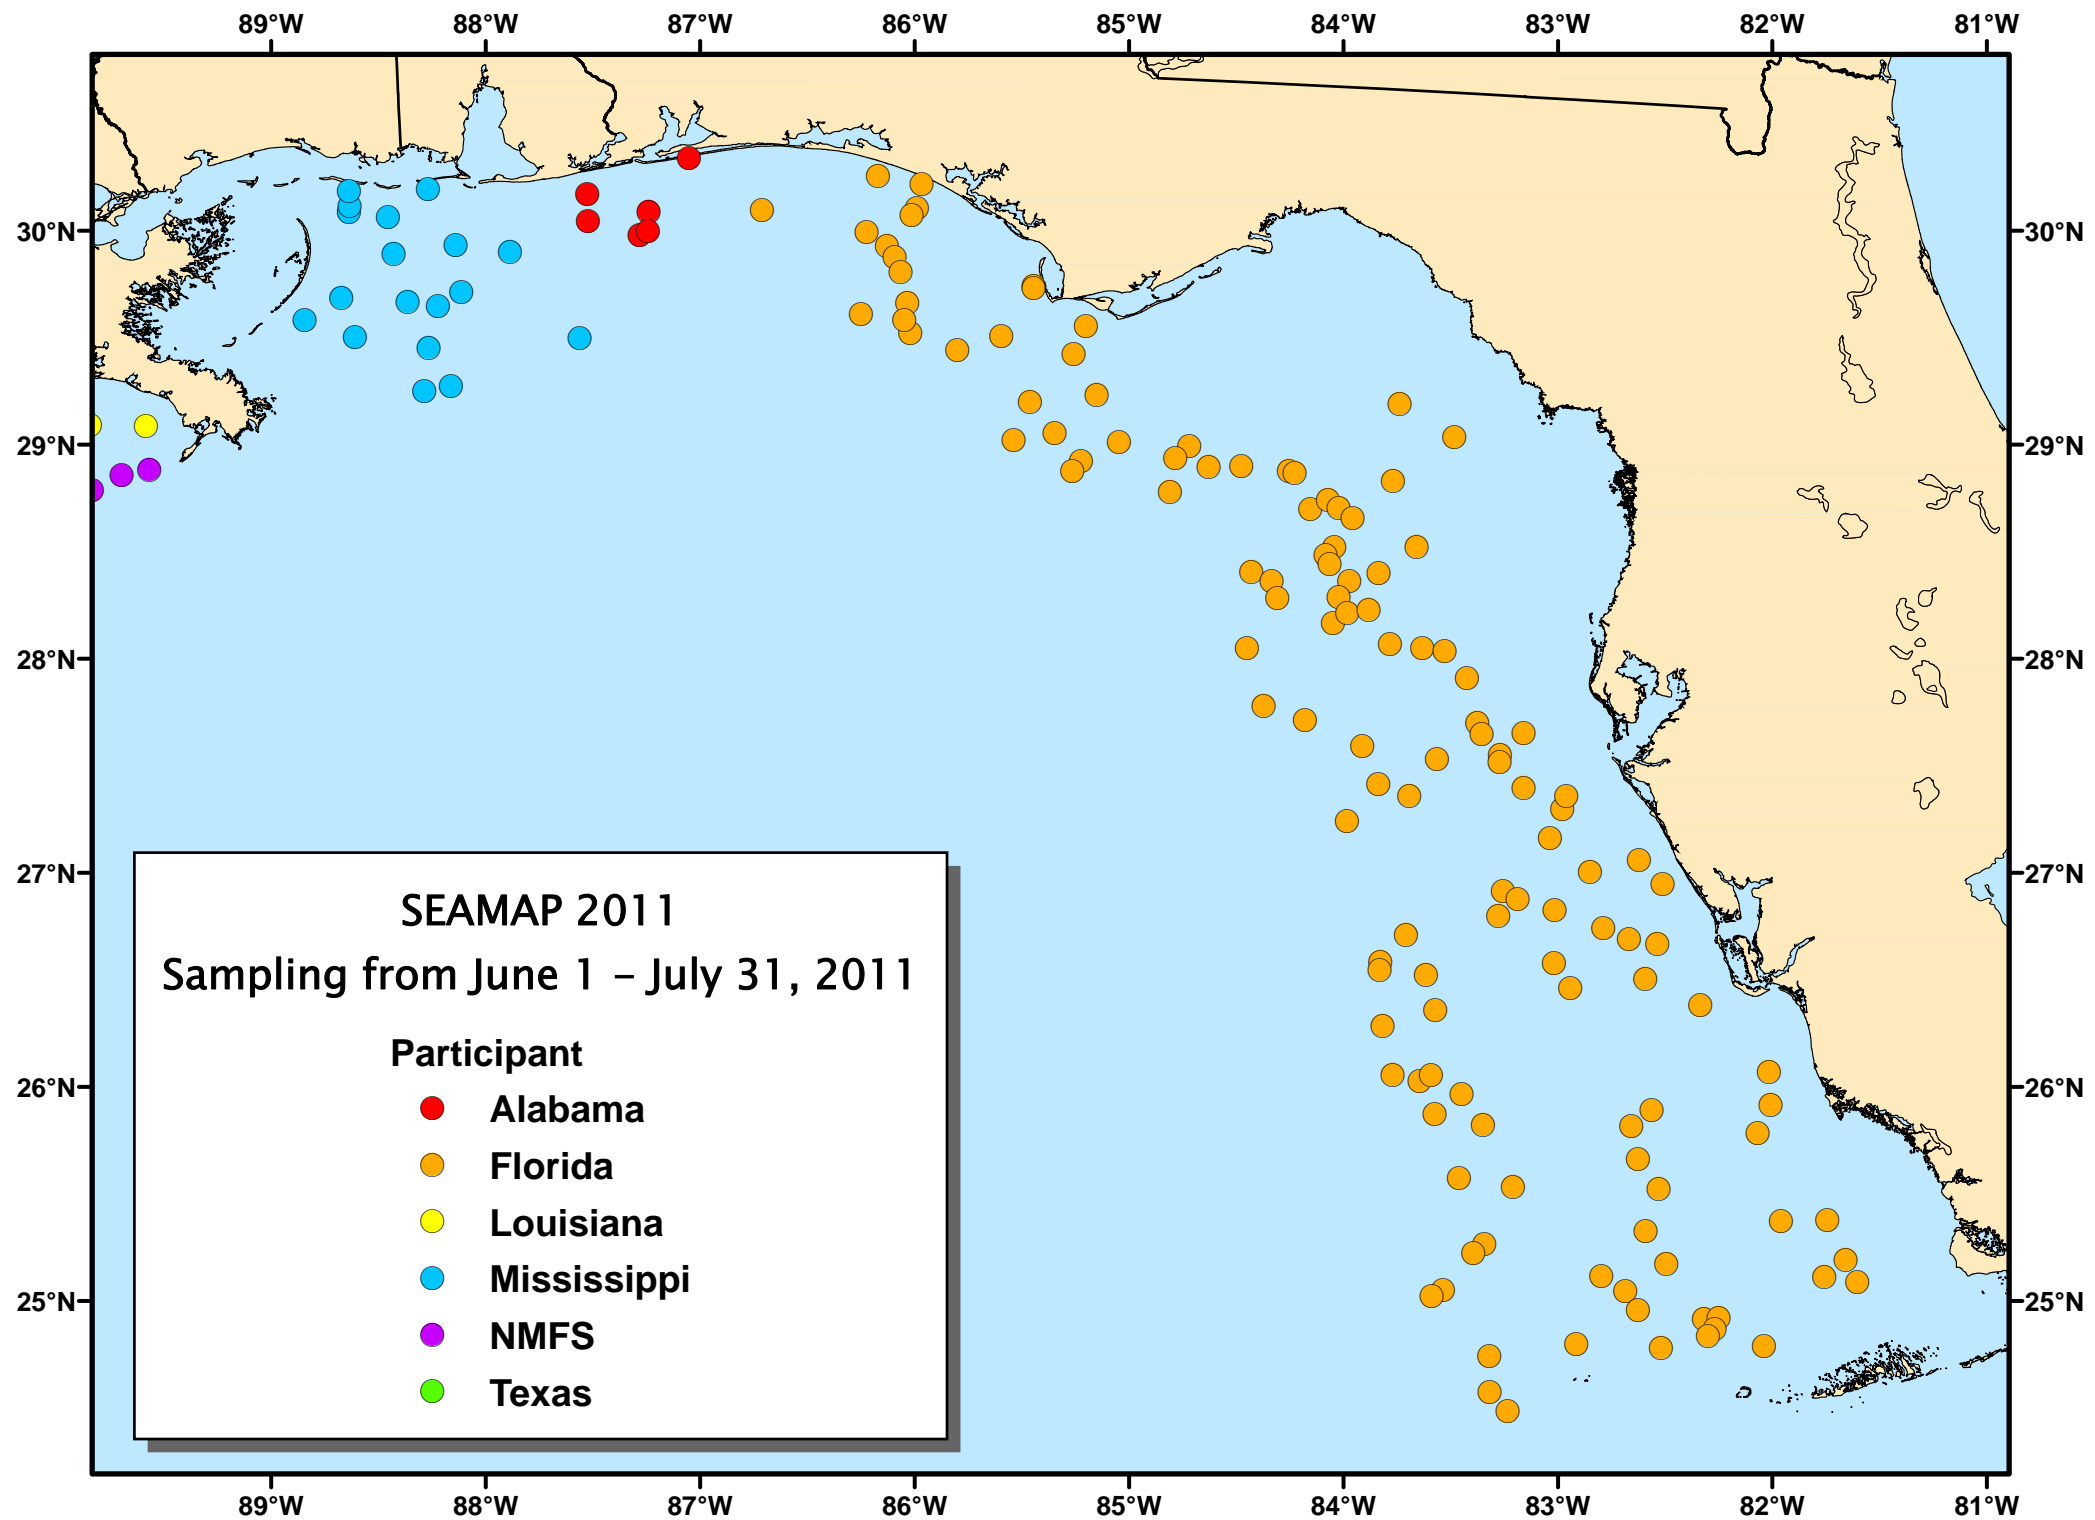 89°W 88°W 87°W 86°W 85°W 84°W 83°W 82°W 81°W
30°N 30°N
29°N 29°N
28°N 28°N
27°N 27°N
SEAMAP 2011
Sampling from June 1 - July 31, 2011
Participant
26°N 26°N
Alabama
Florida
Louisiana
Mississippi
25°N 25°N
NMFS
Texas
89°W 88°W 87°W 86°W 85°W 84°W 83°W 82°W 81°W